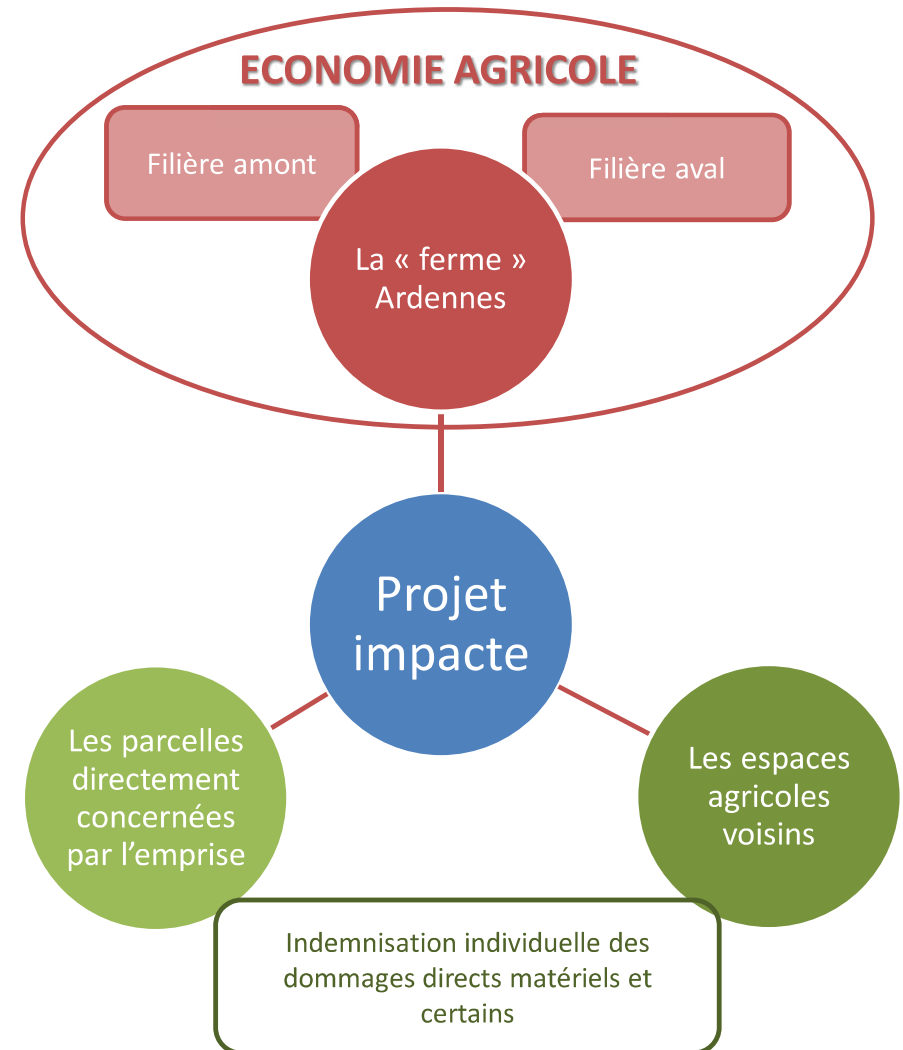 ECONOMIE AGRICOLE
Filière amont
Filière aval
La « ferme »
Ardennes
Projet
impacte
Les parcelles
directement
concernées
par l’emprise
Les espaces
agricoles
voisins
Indemnisation individuelle des
dommages directs matériels et
certains